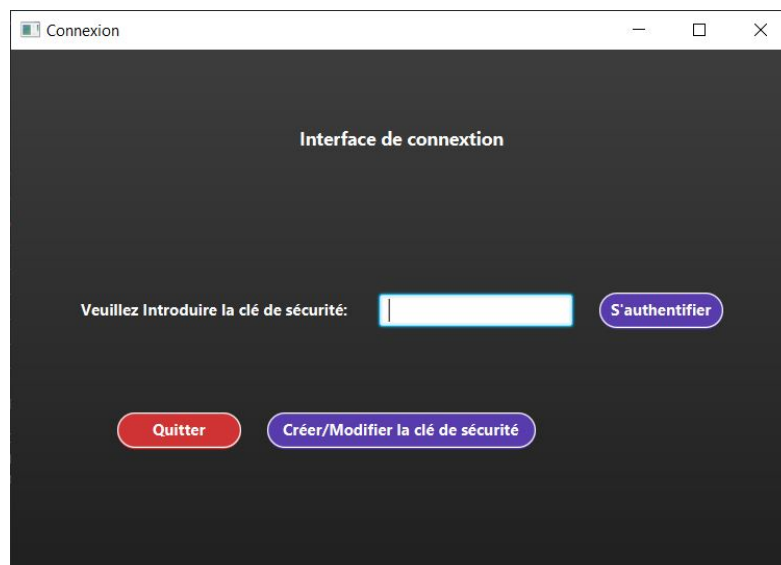 Connexion
Interface de connextion
Veuillez Introduire la clé de sécurité:
S'authentifier
Quitter
Créer/Modifier la clé de sécurité